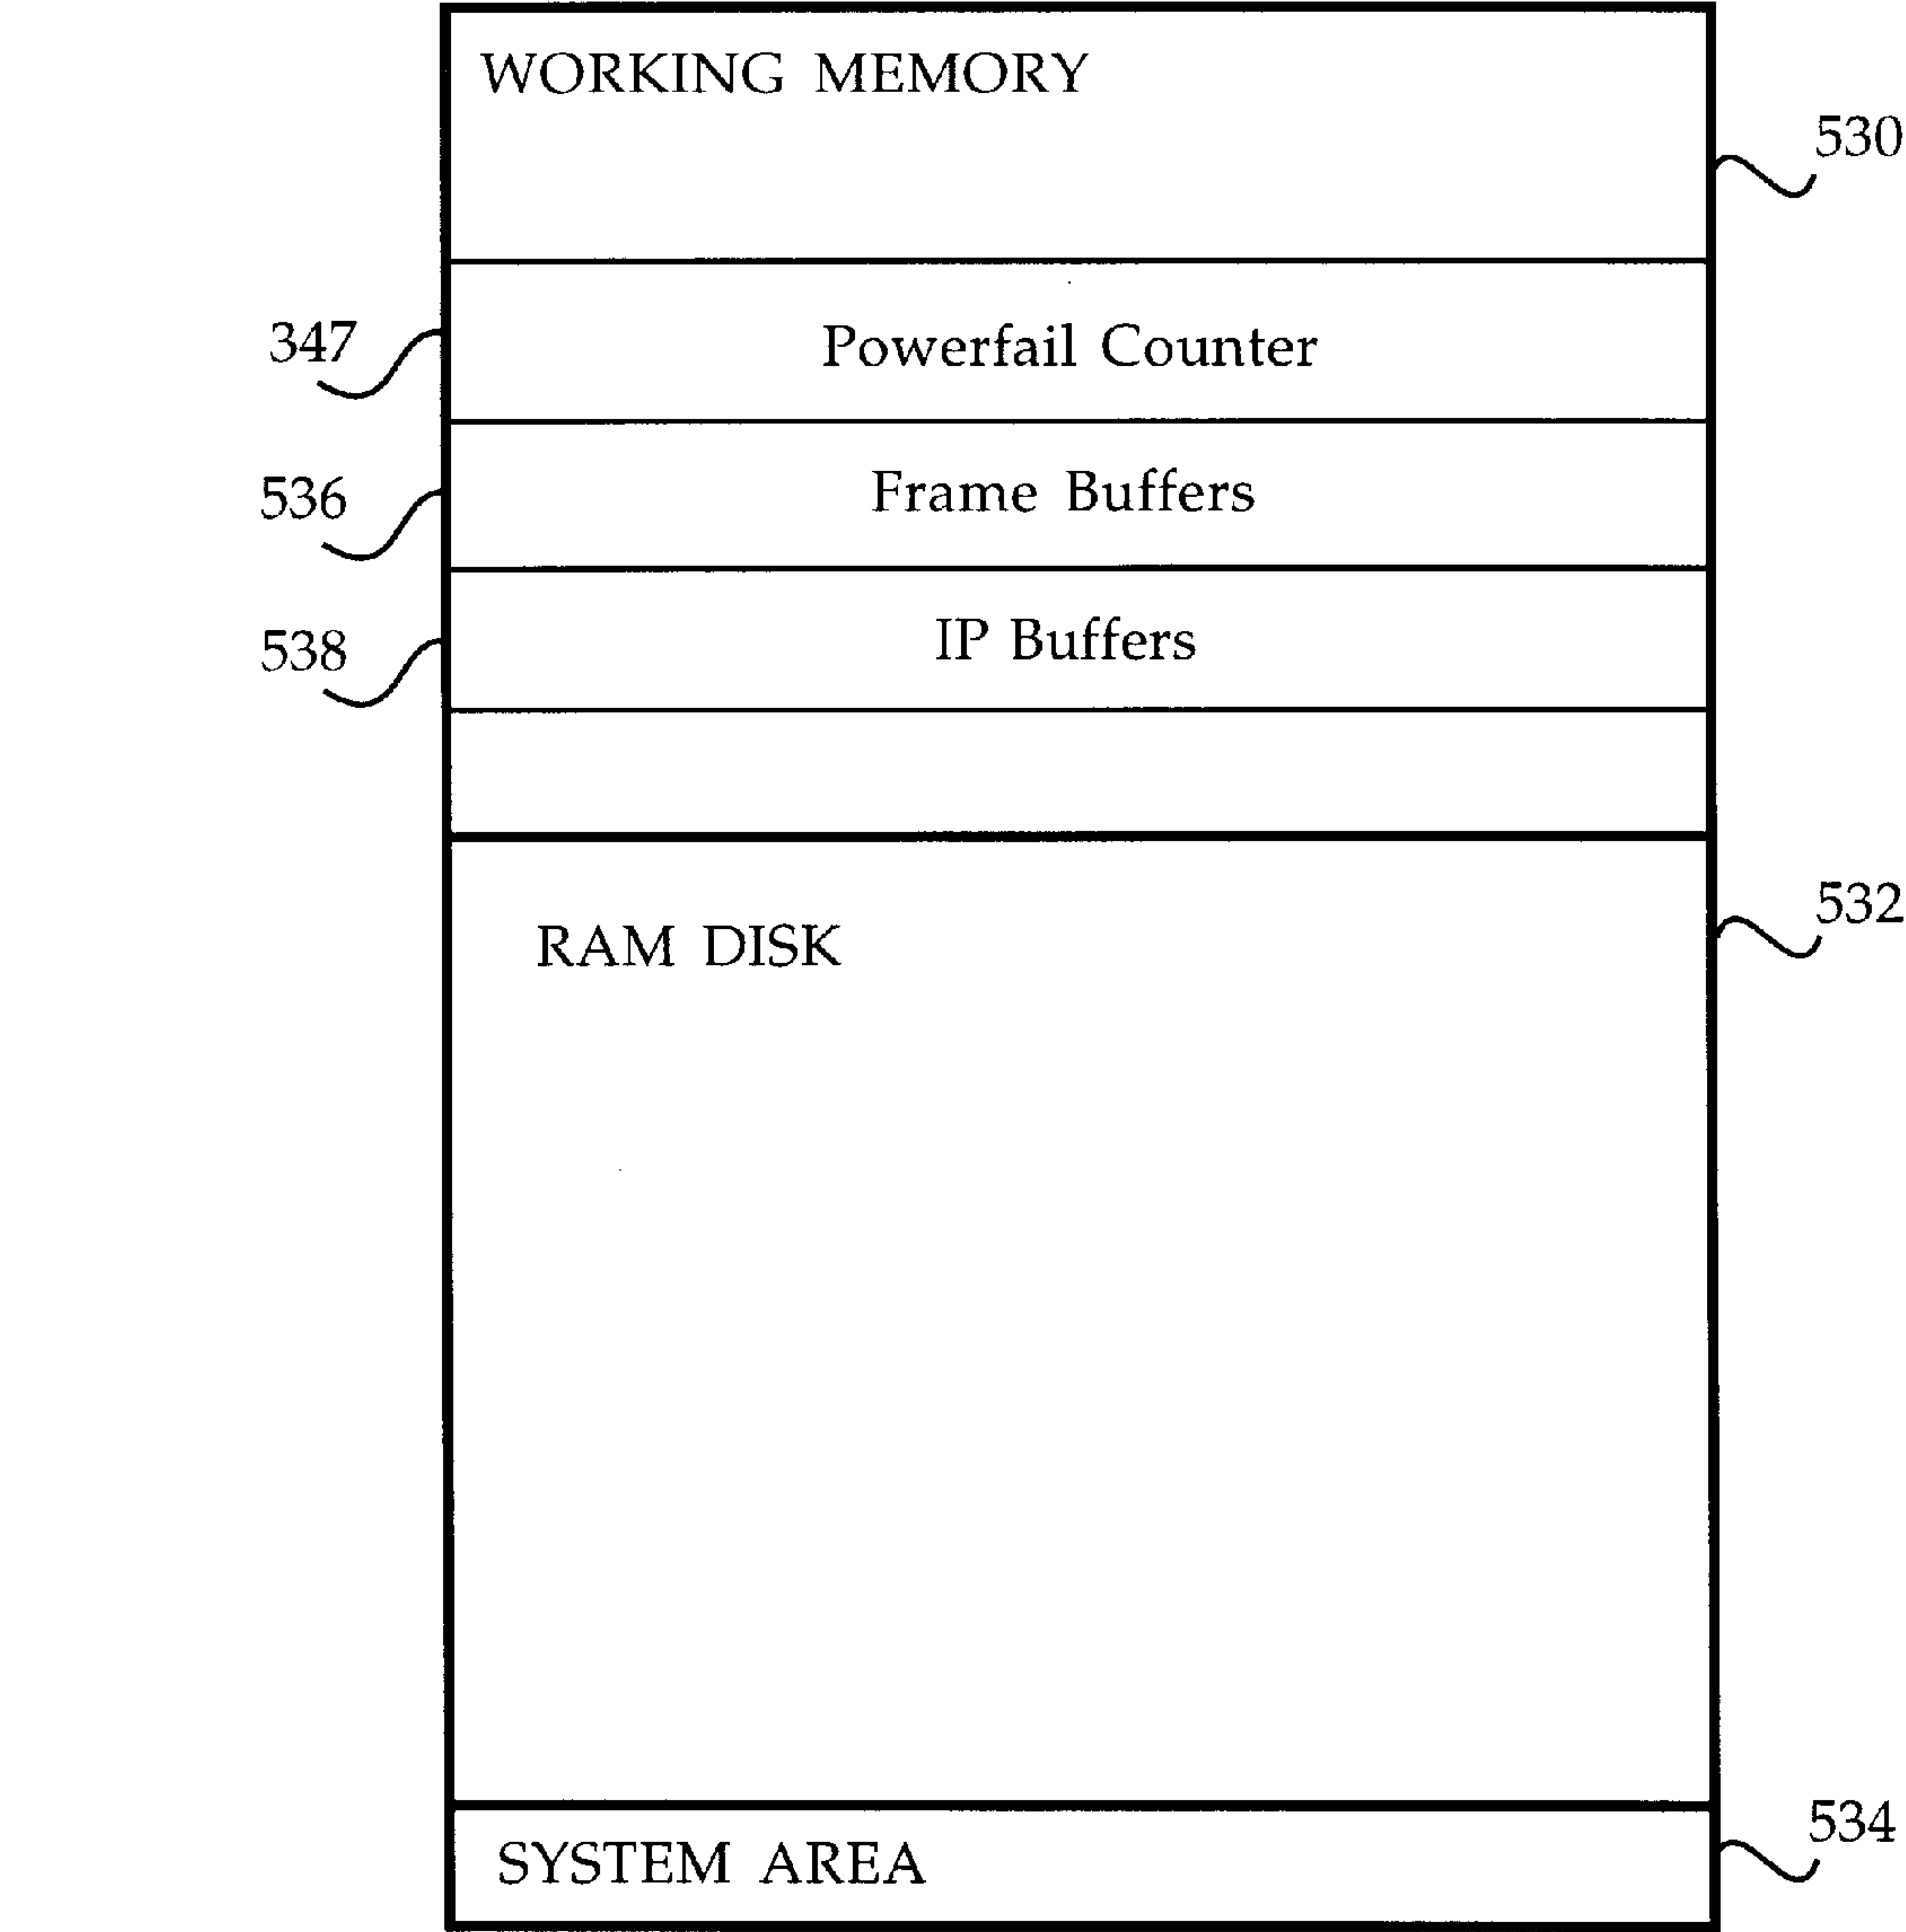 WORKING MEMORY
530
347
Powerfail Counter
536
Frame Buffers
538
IP Buffers
532
RAM DISK
534
SYSTEM AREA